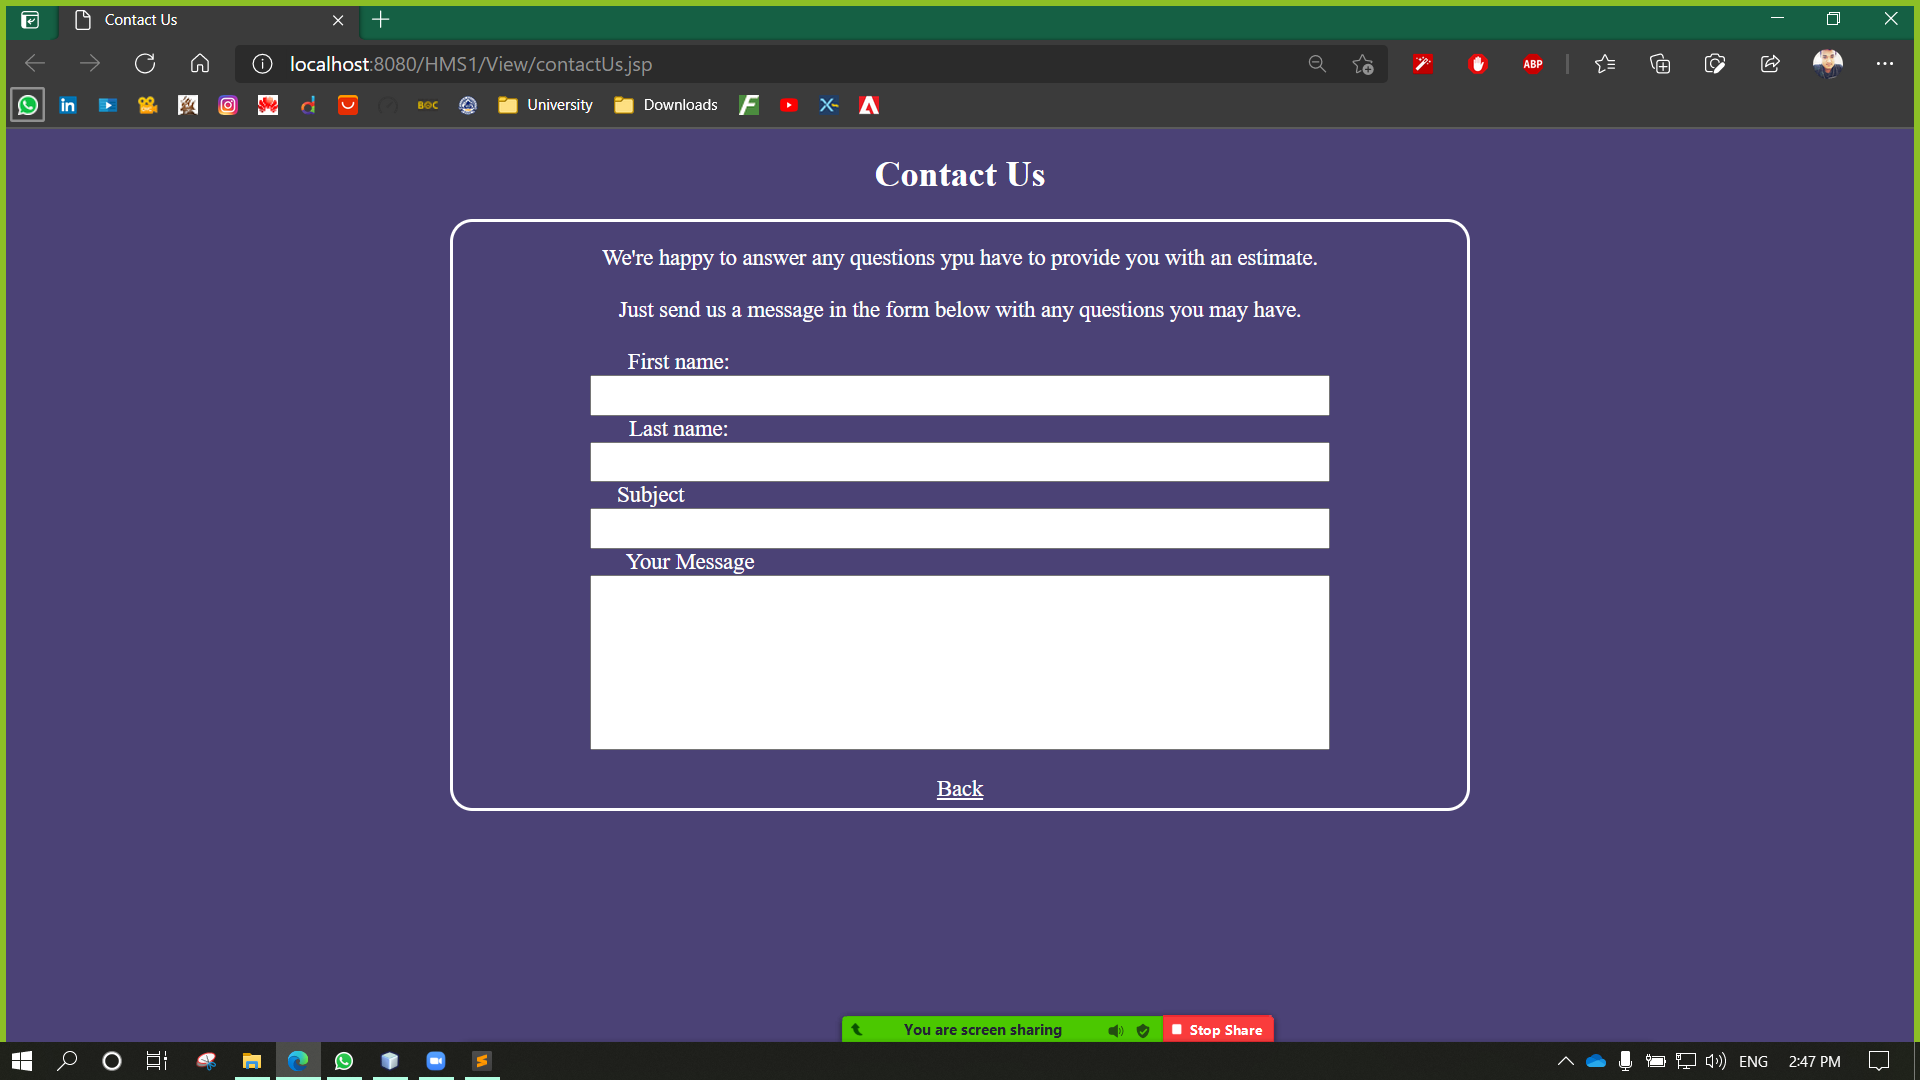 Contact Us
localhost:8080/HMS1/View/contactUs.jsp
ABP
in
BOC
University
Downloads
Contact Us
We're happy to answer any questions ypu have to provide you with an estimate.
Just send us a message in the form below with any questions you may have.
First name:
Last name:
Subject
Your Message
Back
You are screen sharing
Stop Share
ENG
2:47 PM